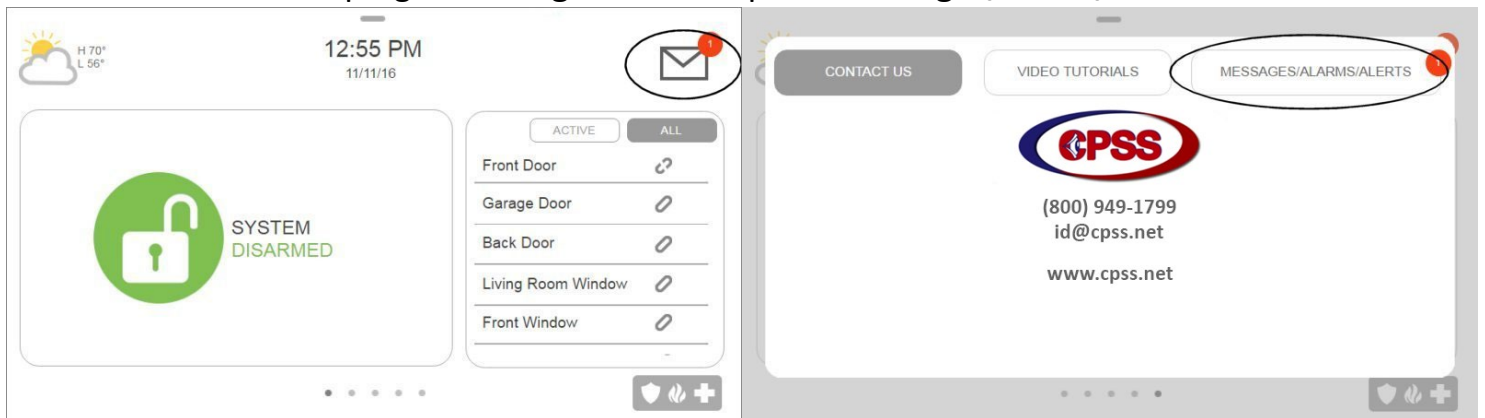 H 70°
L 56°
12:55 PM
11/11/16
1
ACTIVE
ALL
Front Door
Garage Door
Back Door
Living Room Window
Front Window
SYSTEM
DISARMED
CONTACT US
VIDEO TUTORIALS
MESSAGES/ALARMS/ALERTS
1
CPSS
(800) 949-1799
id@cpss.net
www.cpss.net